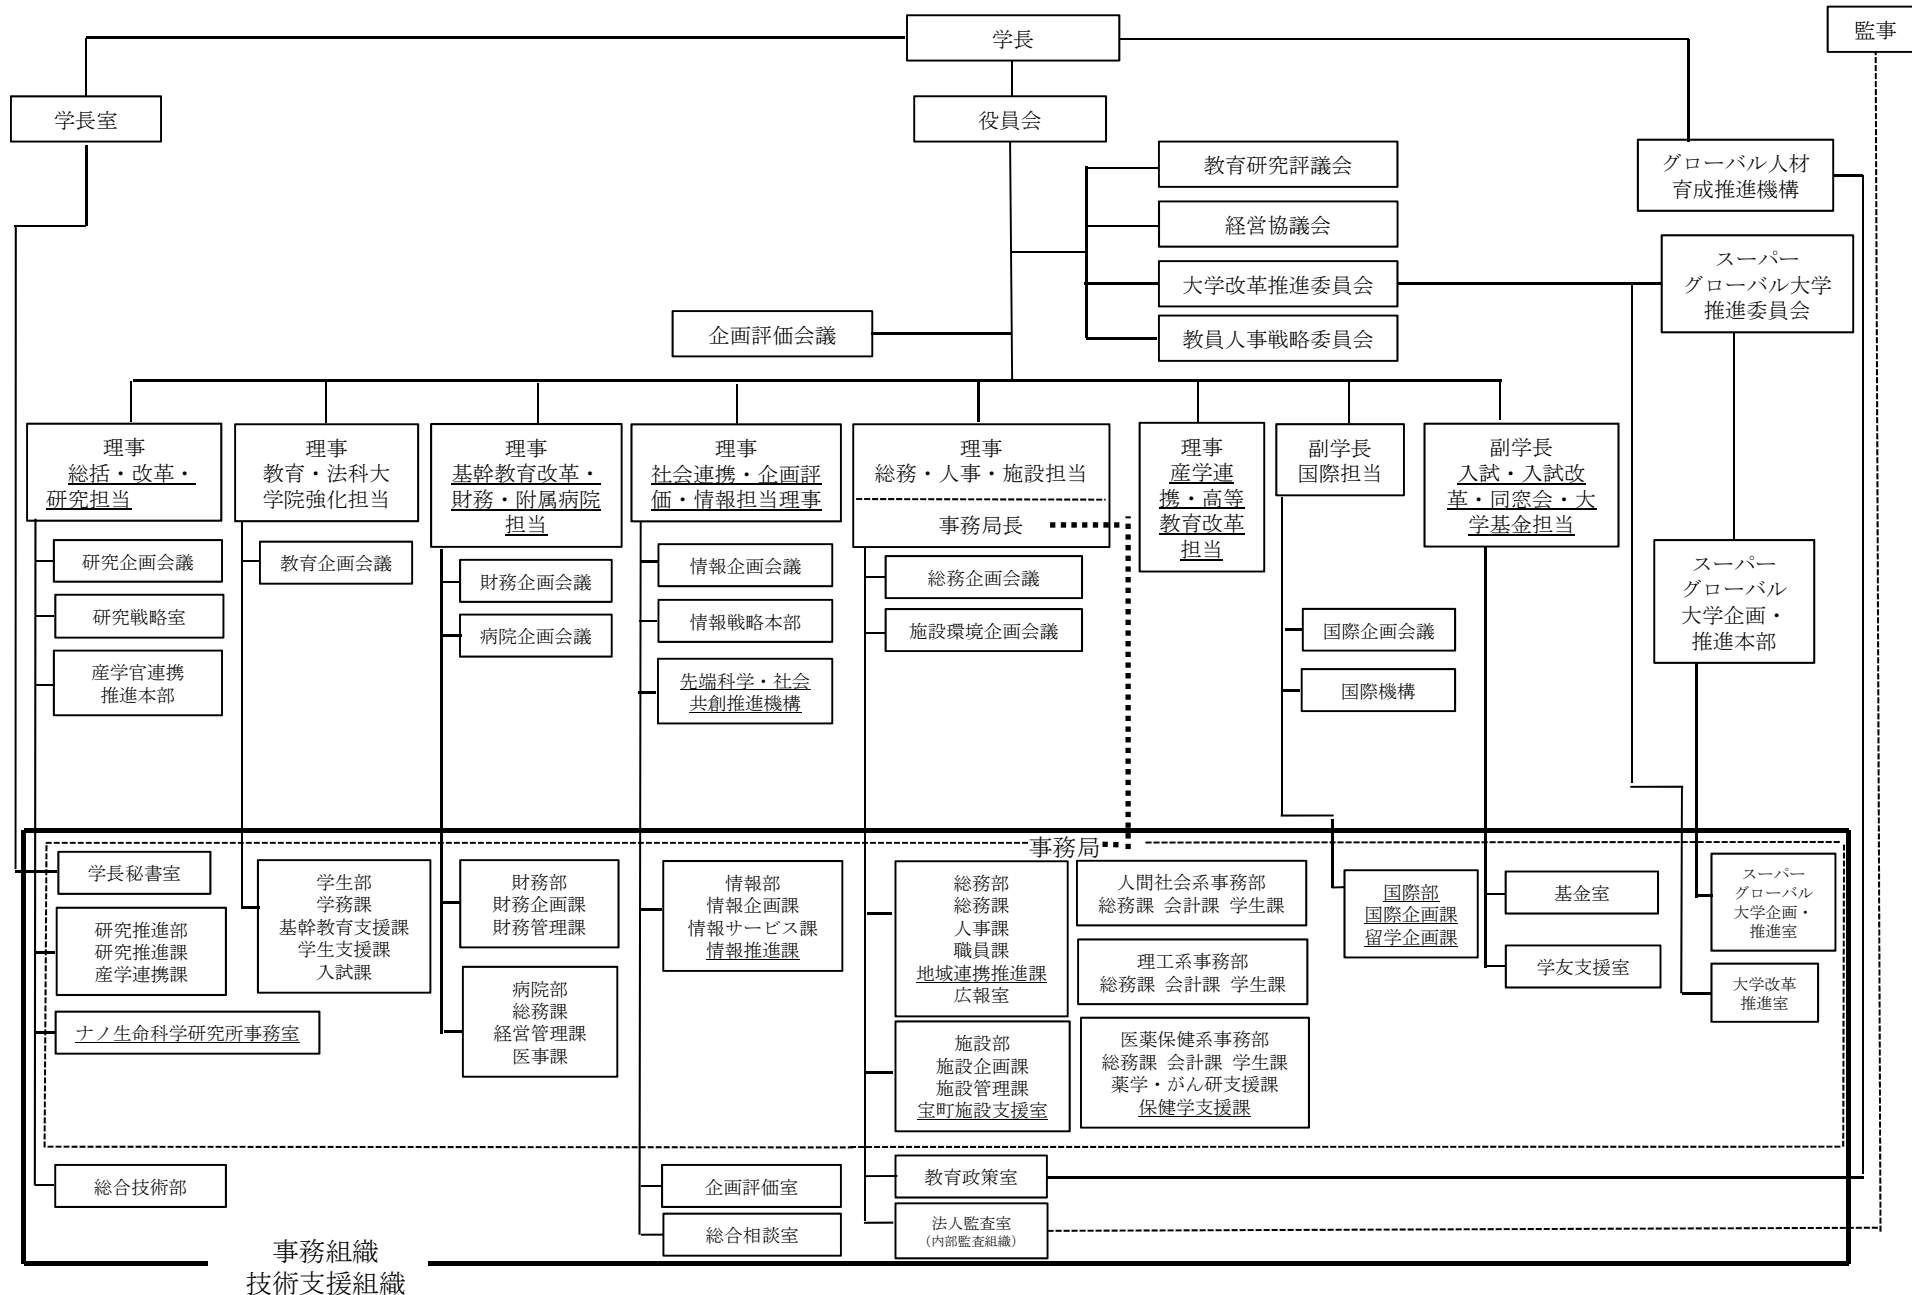 学長
監事
学長室
役員会
教育研究評議会
グローバル人材
育成推進機構
経営協議会
大学改革推進委員会
スーパー
グローバル大学
推進委員会
企画評価会議
教員人事戦略委員会
理事
総括・改革・
研究担当
理事
教育・法科大
学院強化担当
理事
基幹教育改革・
財務・附属病院
担当
理事
社会連携・企画評
価・情報担当理事
理事
総務・人事・施設担当
事務局長
理事
産学連
携・高等
教育改革
担当
副学長
国際担当
副学長
入試・入試改
革・同窓会・大
学基金担当
研究企画会議
研究戦略室
産学官連携
推進本部
教育企画会議
財務企画会議
病院企画会議
情報企画会議
情報戦略本部
先端科学・社会
共創推進機構
総務企画会議
施設環境企画会議
国際企画会議
国際機構
スーパー
グローバル
大学企画・
推進本部
事務局
学長秘書室
研究推進部
研究推進課
産学連携課
ナノ生命科学研究所事務室
学生部
学務課
基幹教育支援課
学生支援課
入試課
財務部
財務企画課
財務管理課
病院部
総務課
経営管理課
医事課
情報部
情報企画課
情報サービス課
情報推進課
総務部
総務課
人事課
職員課
地域連携推進課
広報室
施設部
施設企画課
施設管理課
宝町施設支援室
人間社会系事務部
総務課 会計課 学生課
理工系事務部
総務課 会計課 学生課
医薬保健系事務部
総務課 会計課 学生課
薬学・がん研支援課
保健学支援課
国際部
国際企画課
留学企画課
基金室
学友支援室
スーパー
グローバル
大学企画・
推進室
大学改革
推進室
総合技術部
企画評価室
総合相談室
教育政策室
法人監査室
（内部監査組織）
事務組織
技術支援組織